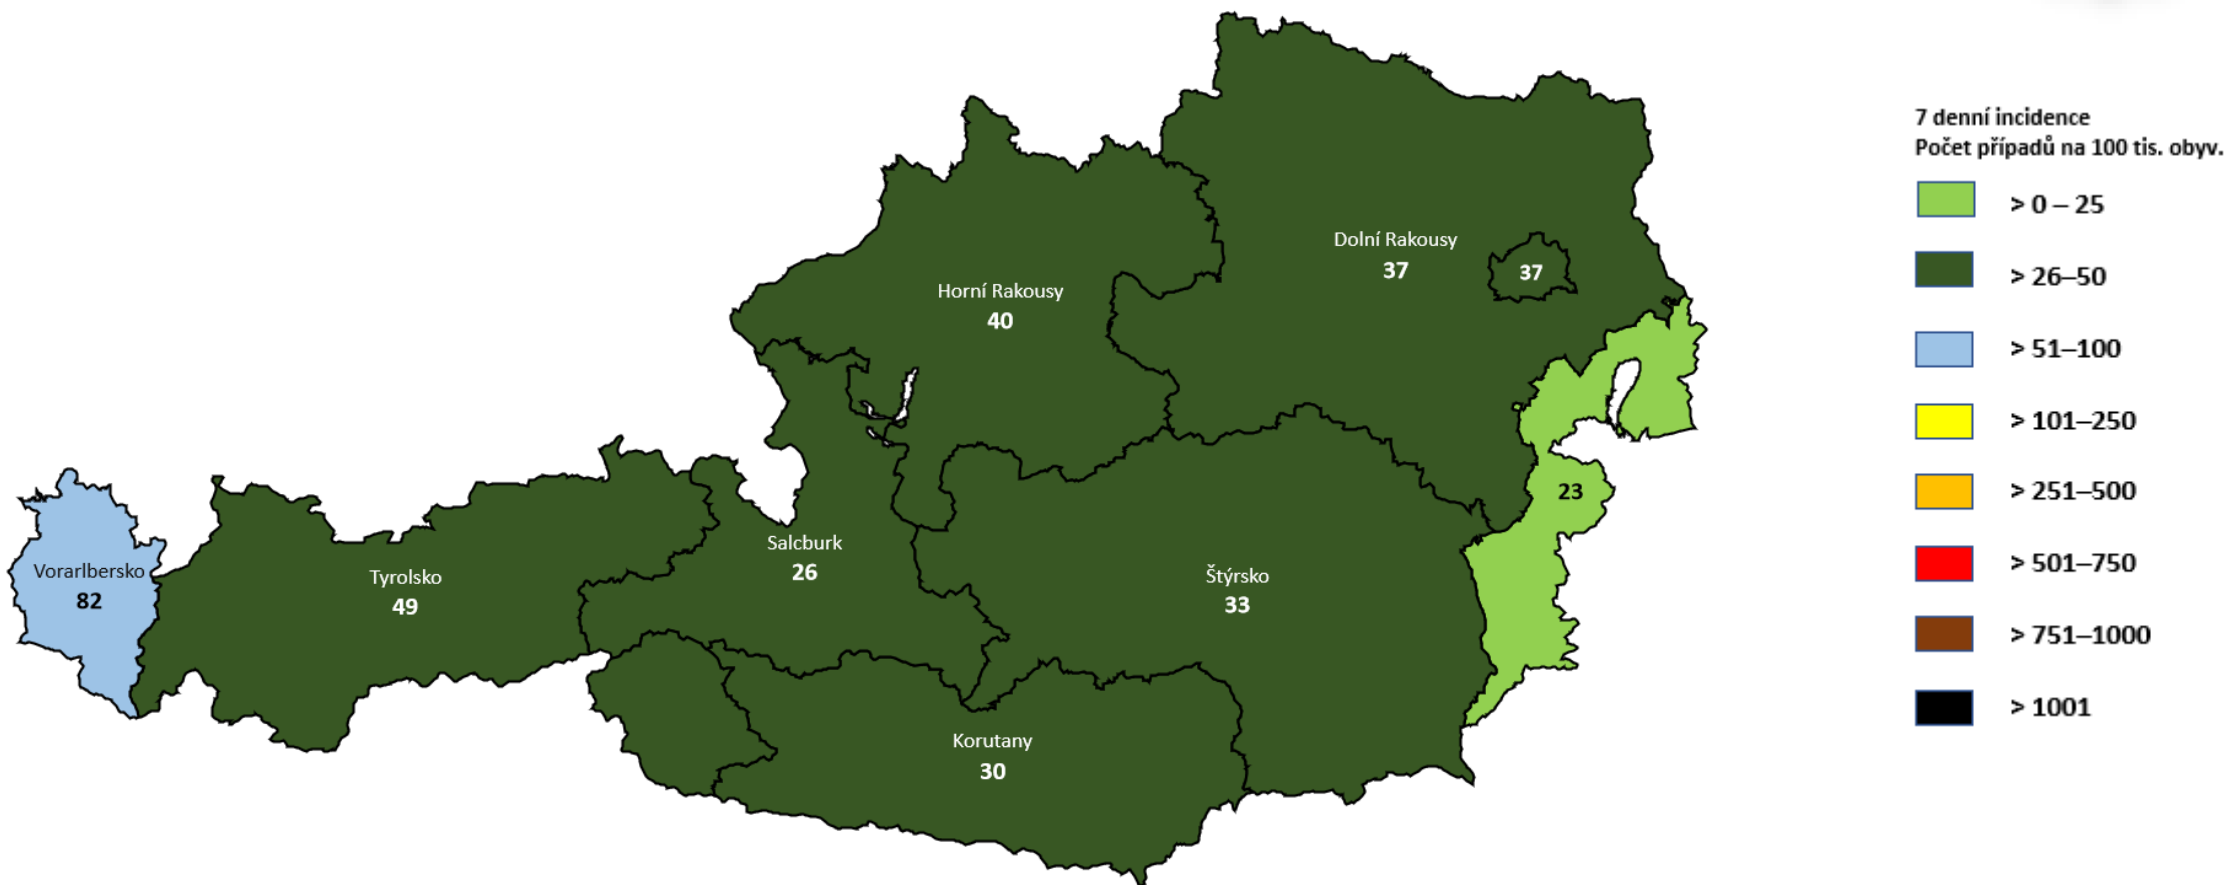 7 denní incidence
Počet případů na 100 tis. obyv.
> 0 – 25
> 26–50
> 51–100
> 101–250
> 251–500
> 501–750
> 751–1000
> 1001
Dolní Rakousy
37
37
Horní Rakousy
40
23
Salcburk
26
Vorarlbersko
82
Tyrolsko
49
Štýrsko
33
Korutany
30